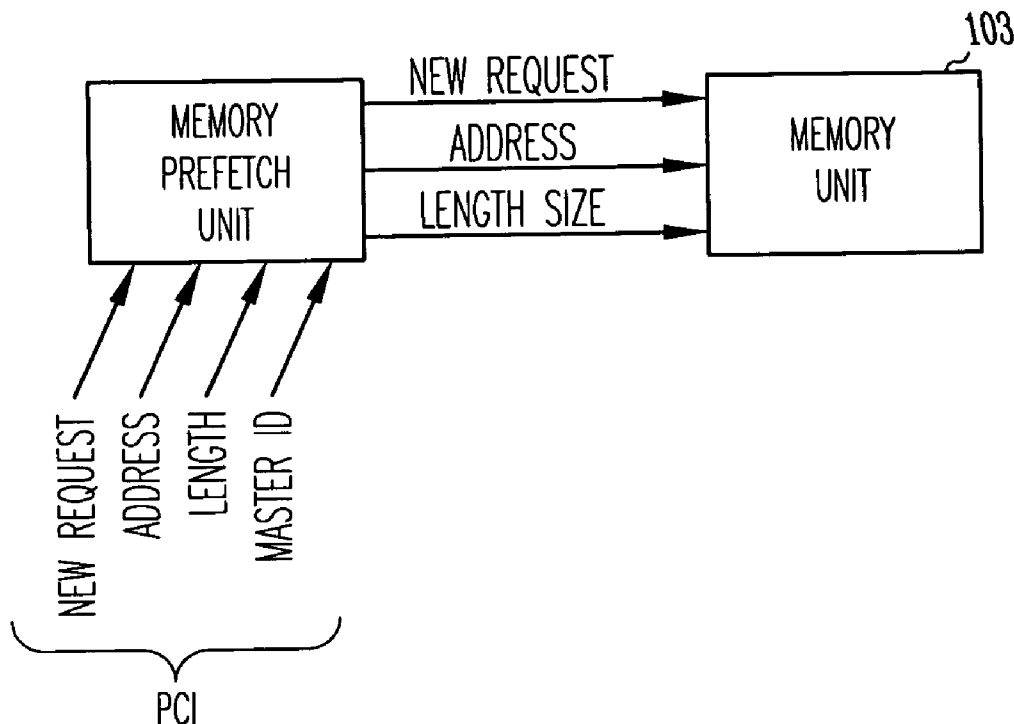 103
MEMORY
PREFETCH
UNIT
NEW REQUEST
ADDRESS
LENGTH SIZE
MEMORY
UNIT
NEW REQUEST
ADDRESS
LENGTH
MASTER ID
PCI